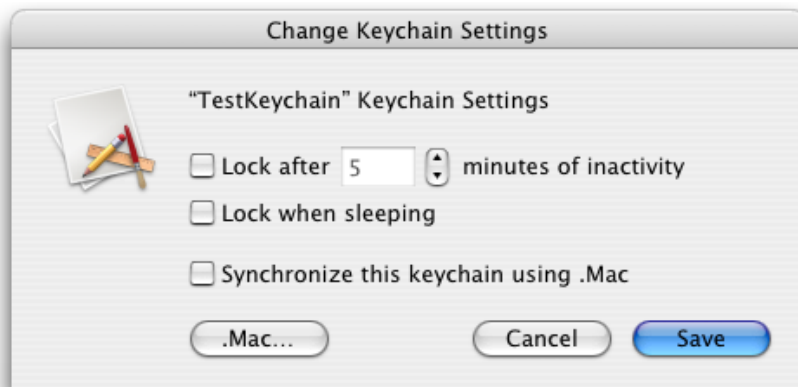 Change Keychain Settings
“TestKeychain” Keychain Settings
Lock after 5 minutes of inactivity
Lock when sleeping
Synchronize this keychain using .Mac
.Mac... Cancel Save